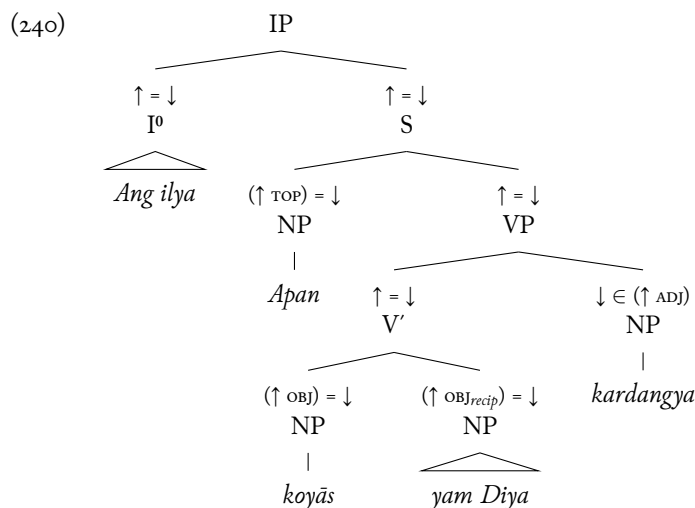 (240) IP
↑ = ↓ ↑ = ↓
I⁰ S
Ang ilya (↑ TOP) = ↓ ↑ = ↓
NP VP
Apan ↑ = ↓ ↓ ∈ (↑ ADJ)
V′ NP
(↑ OBJ) = ↓ (↑ OBJrecip) = ↓ kardangya
NP NP
koyās yam Diya